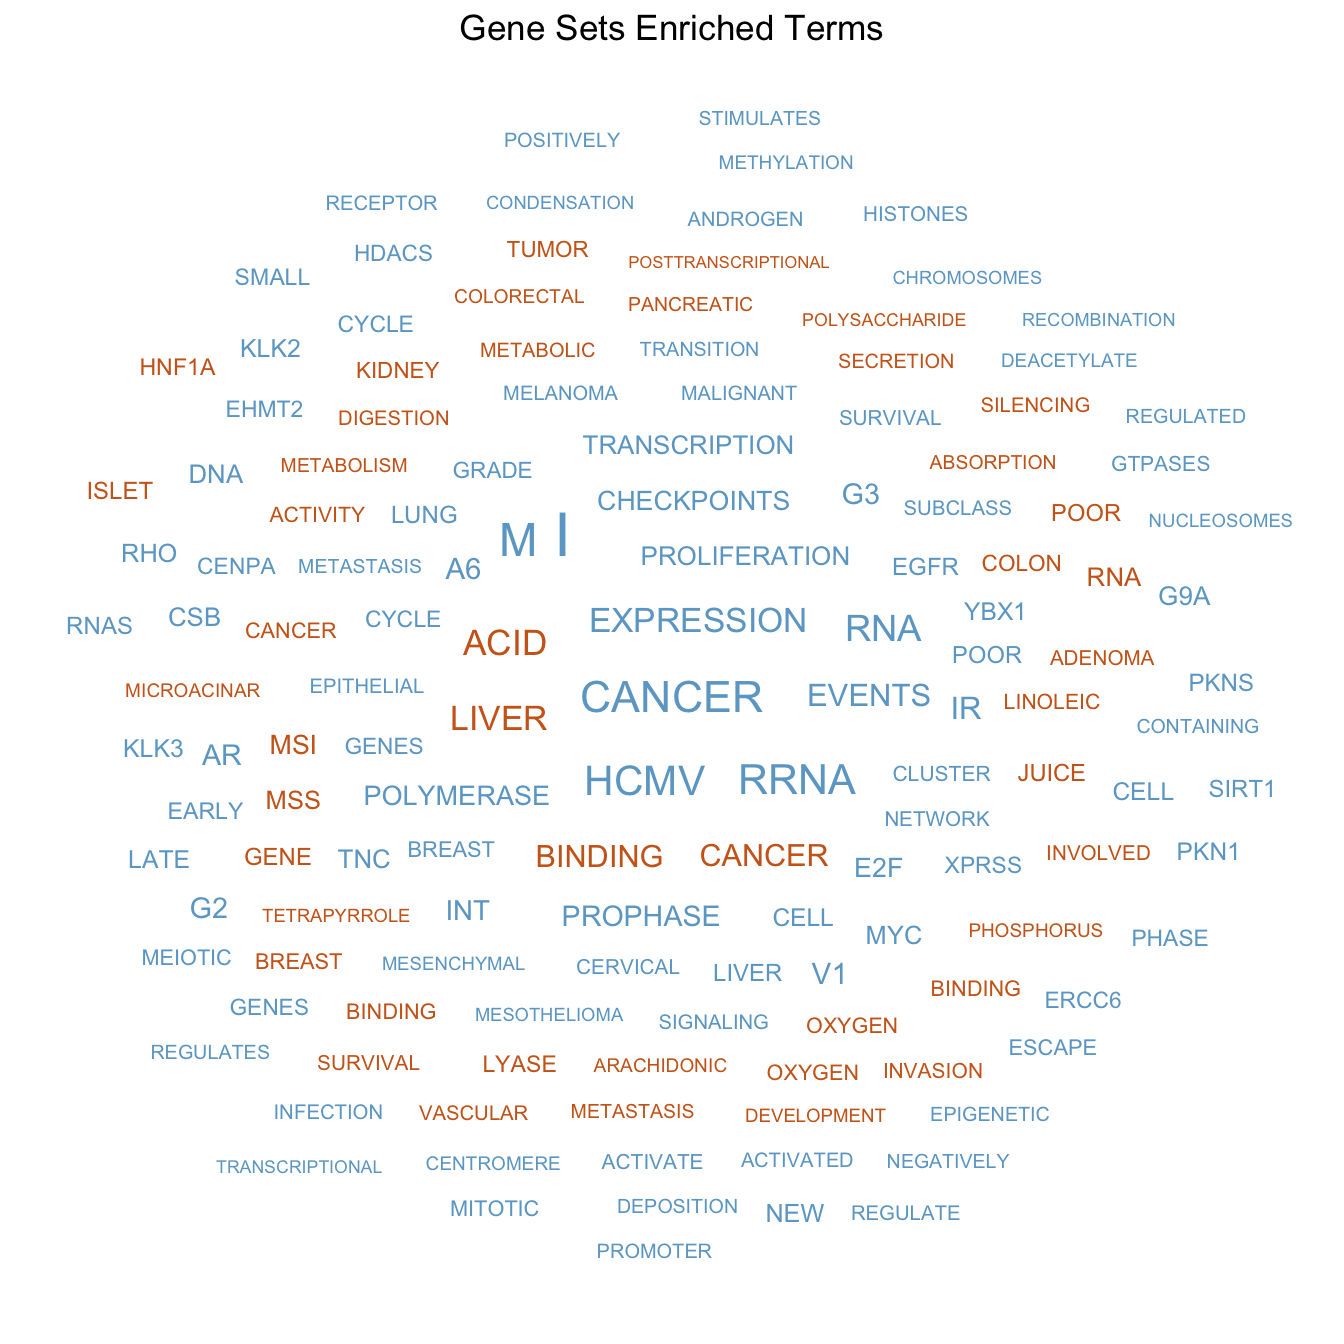 Gene Sets Enriched Terms
STIMULATES
POSITIVELY
METHYLATION
RECEPTOR CONDENSATION
ANDROGEN HISTONES
HDACS TUMOR
POSTTRANSCRIPTIONAL
SMALL CHROMOSOMES
COLORECTAL PANCREATIC
CYCLE POLYSACCHARIDE RECOMBINATION
KLK2 METABOLIC TRANSITION
HNF1A KIDNEY SECRETION DEACETYLATE
MELANOMA MALIGNANT
EHMT2 DIGESTION SURVIVAL SILENCING REGULATED
TRANSCRIPTION
DNA METABOLISM GRADE ABSORPTION GTPASES
ISLET CHECKPOINTS G3
ACTIVITY LUNG SUBCLASS POOR NUCLEOSOMES
M I
RHO PROLIFERATION
CENPA METASTASIS A6 EGFR COLON RNA
G9A
RNAS CSB CYCLE EXPRESSION RNA YBX1
CANCER ACID
POOR ADENOMA
MICROACINAR EPITHELIAL CANCER EVENTS PKNS
IR LINOLEIC
LIVER CONTAINING
KLK3 AR MSI GENES
HCMV RRNA CLUSTER JUICE
EARLY MSS POLYMERASE CELL SIRT1
NETWORK
LATE GENE TNC BREAST BINDING CANCER E2F XPRSS INVOLVED PKN1
G2 TETRAPYRROLE INT PROPHASE CELL
MYC PHOSPHORUS PHASE
MEIOTIC BREAST MESENCHYMAL CERVICAL LIVER V1
BINDING ERCC6
GENES BINDING MESOTHELIOMA SIGNALING OXYGEN
REGULATES ESCAPE
SURVIVAL LYASE ARACHIDONIC OXYGEN INVASION
INFECTION VASCULAR METASTASIS DEVELOPMENT EPIGENETIC
TRANSCRIPTIONAL CENTROMERE ACTIVATE ACTIVATED NEGATIVELY
MITOTIC DEPOSITION NEW REGULATE
PROMOTER